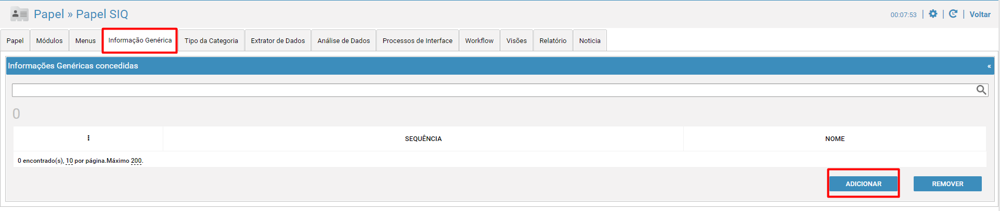 Papel » Papel SIQ
00:07:53 | | | Voltar
Papel Módulos Menus Informação Genérica Tipo da Categoria Extrator de Dados Análise de Dados Processos de Interface Workflow Visões Relatório Noticia
Informações Genéricas concedidas «
0
SEQUÊNCIA NOME
0 encontrado(s), 10 por página.Máximo 200.
ADICIONAR REMOVER